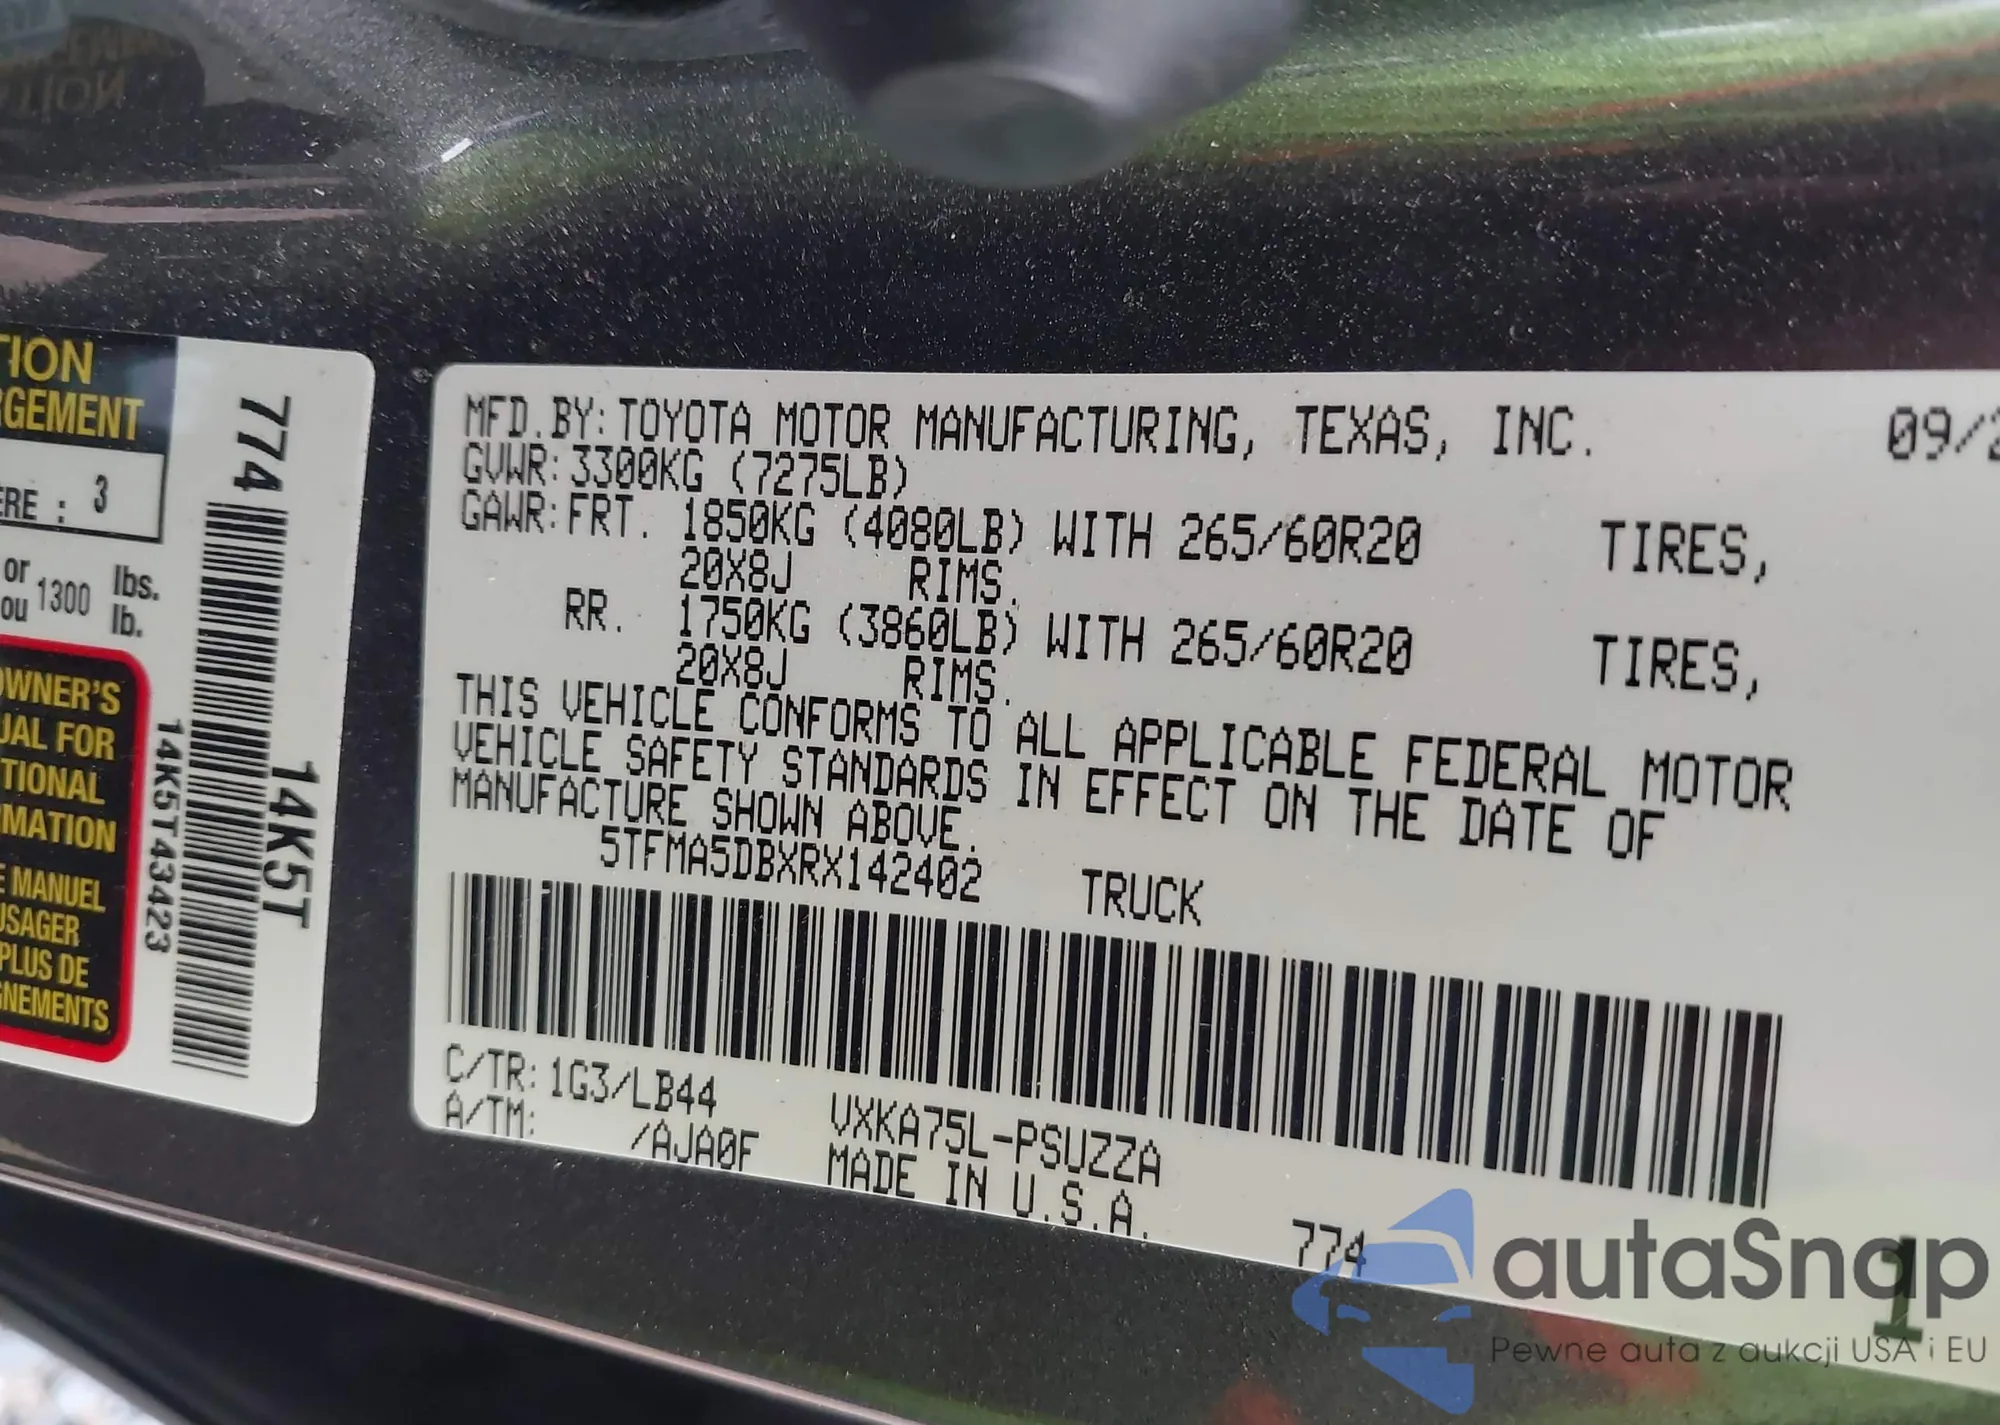 TION
RGEMENT
ERE : 3
or
ou 1300 lbs.
lb.
OWNER'S
UAL FOR
TIONAL
MATION
E MANUEL
USAGER
PLUS DE
GNEMENTS
774
14K5T
14K5T43423
MFD.BY: TOYOTA MOTOR MANUFACTURING, TEXAS, INC. 09/2
GVWR: 3300KG (7275LB)
GAWR: FRT. 1850KG (4080LB) WITH 265/60R20 TIRES,
20X8J RIMS.
RR. 1750KG (3860LB) WITH 265/60R20 TIRES,
20X8J RIMS.
THIS VEHICLE CONFORMS TO ALL APPLICABLE FEDERAL MOTOR
VEHICLE SAFETY STANDARDS IN EFFECT ON THE DATE OF
MANUFACTURE SHOWN ABOVE.
5TFMA5DBXRX142402 TRUCK
C/TR: 1G3/LB44 VXKA75L-PSUZZA
A/TM: /AJA0F MADE IN U.S.A.
774
1
autaSnap
Pewne auta z aukcji USA i EU